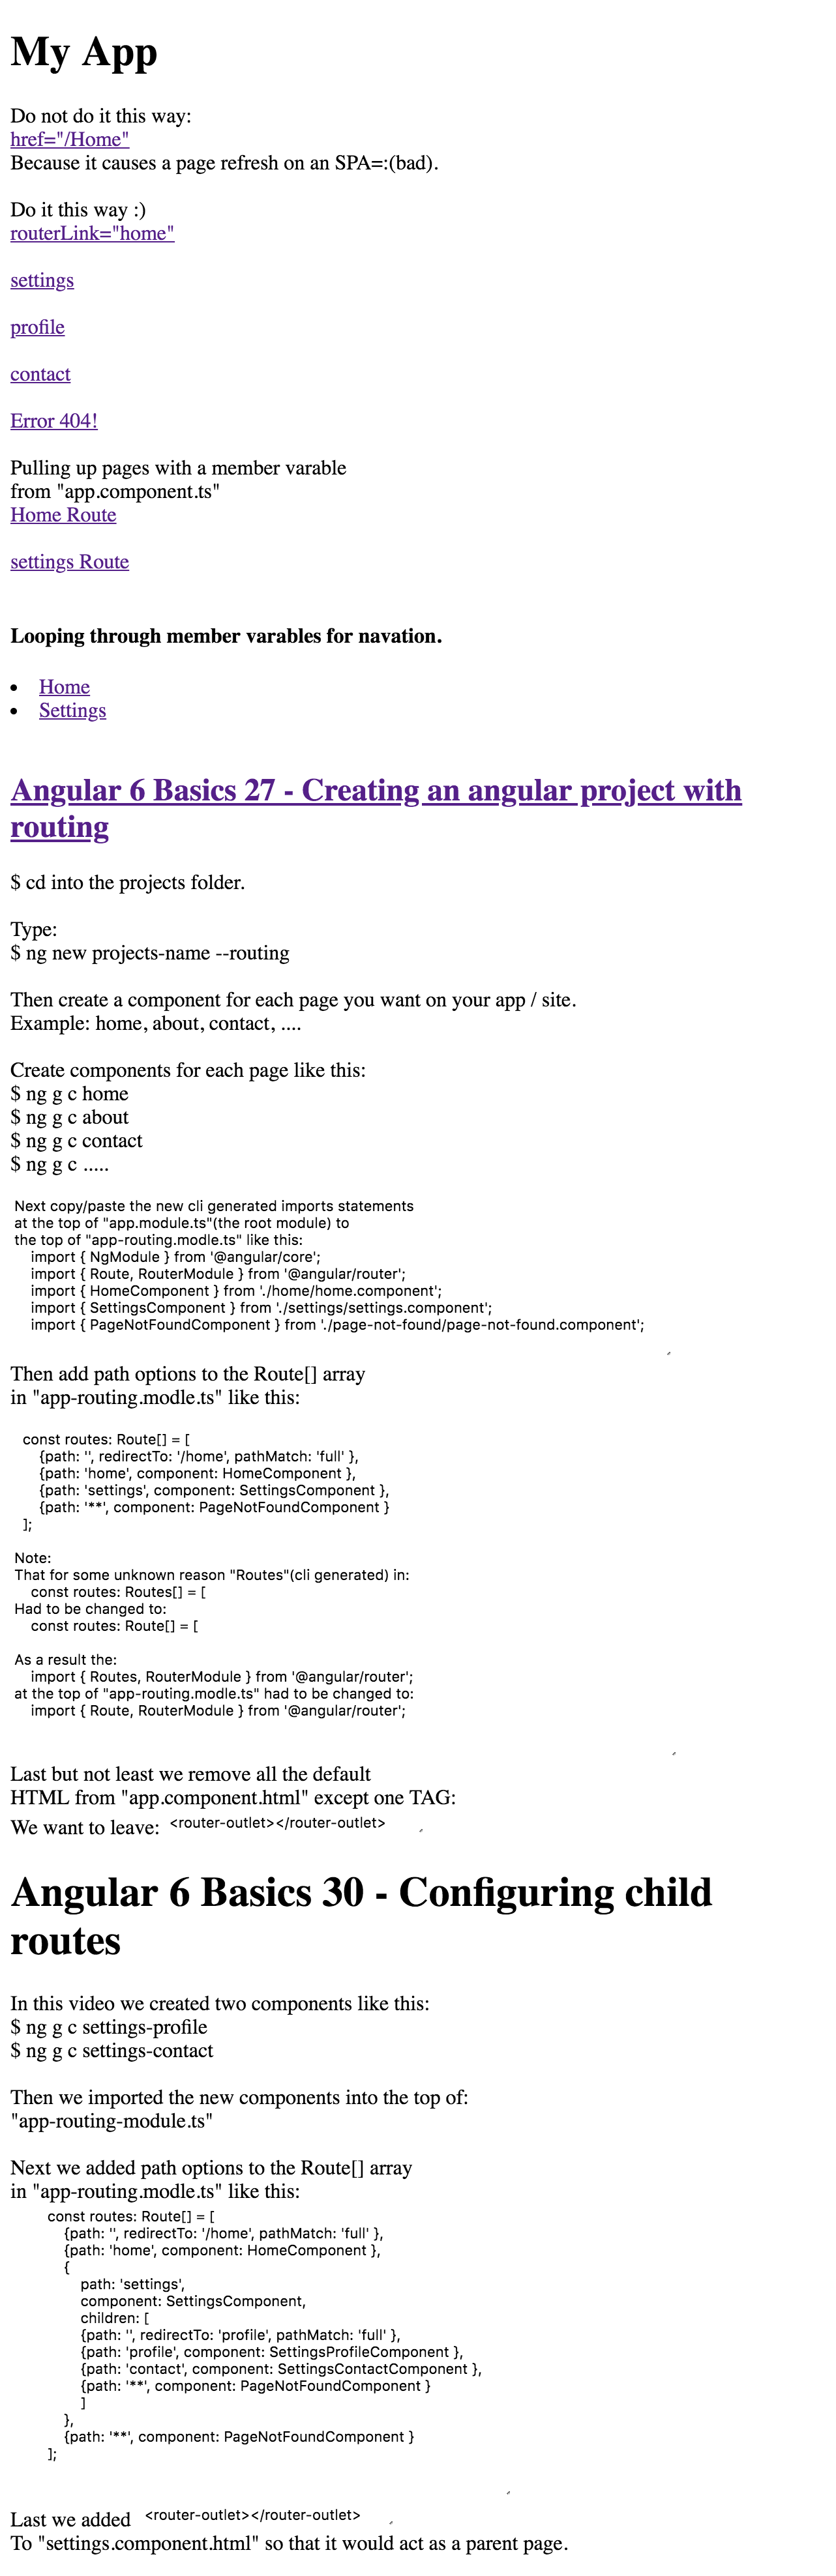 My App
Do not do it this way:
href="/Home"
Because it causes a page refresh on an SPA=:(bad).
Do it this way :)
routerLink="home"
settings
profile
contact
Error 404!
Pulling up pages with a member varable
from "app.component.ts"
Home Route
settings Route
Looping through member varables for navation.
• Home
• Settings
Angular 6 Basics 27 - Creating an angular project with
routing
$ cd into the projects folder.
Type:
$ ng new projects-name --routing
Then create a component for each page you want on your app / site.
Example: home, about, contact, ....
Create components for each page like this:
$ ng g c home
$ ng g c about
$ ng g c contact
$ ng g c .....
Next copy/paste the new cli generated imports statements
at the top of "app.module.ts"(the root module) to
the top of "app-routing.modle.ts" like this:
import { NgModule } from '@angular/core';
import { Route, RouterModule } from '@angular/router';
import { HomeComponent } from './home/home.component';
import { SettingsComponent } from './settings/settings.component';
import { PageNotFoundComponent } from './page-not-found/page-not-found.component';
Then add path options to the Route[] array
in "app-routing.modle.ts" like this:
const routes: Route[] = [
{path: '', redirectTo: '/home', pathMatch: 'full' },
{path: 'home', component: HomeComponent },
{path: 'settings', component: SettingsComponent },
{path: '**', component: PageNotFoundComponent }
];
Note:
That for some unknown reason "Routes"(cli generated) in:
const routes: Routes[] = [
Had to be changed to:
const routes: Route[] = [
As a result the:
import { Routes, RouterModule } from '@angular/router';
at the top of "app-routing.modle.ts" had to be changed to:
import { Route, RouterModule } from '@angular/router';
Last but not least we remove all the default
HTML from "app.component.html" except one TAG:
We want to leave: <router-outlet></router-outlet>
Angular 6 Basics 30 - Configuring child
routes
In this video we created two components like this:
$ ng g c settings-profile
$ ng g c settings-contact
Then we imported the new components into the top of:
"app-routing-module.ts"
Next we added path options to the Route[] array
in "app-routing.modle.ts" like this:
const routes: Route[] = [
{path: '', redirectTo: '/home', pathMatch: 'full' },
{path: 'home', component: HomeComponent },
{
path: 'settings',
component: SettingsComponent,
children: [
{path: '', redirectTo: 'profile', pathMatch: 'full' },
{path: 'profile', component: SettingsProfileComponent },
{path: 'contact', component: SettingsContactComponent },
{path: '**', component: PageNotFoundComponent }
]
},
{path: '**', component: PageNotFoundComponent }
];
Last we added <router-outlet></router-outlet>
To "settings.component.html" so that it would act as a parent page.